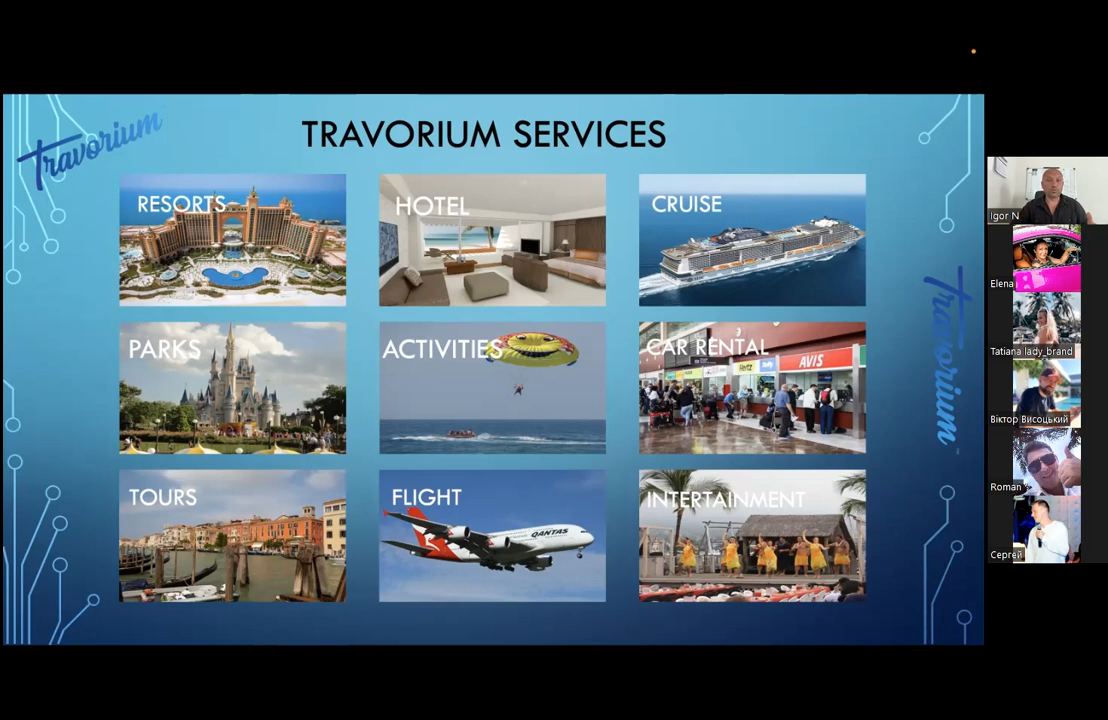 Travorium
TRAVORIUM SERVICES
RESORTS
HOTEL
CRUISE
PARKS
ACTIVITIES
CAR RENTAL
Hertz
AVIS
TOURS
FLIGHT
QANTAS
INTERTAINMENT
Travorium
Igor N
Elena
Tatiana lady_brand
Віктор Висоцький
Roman
Сергей